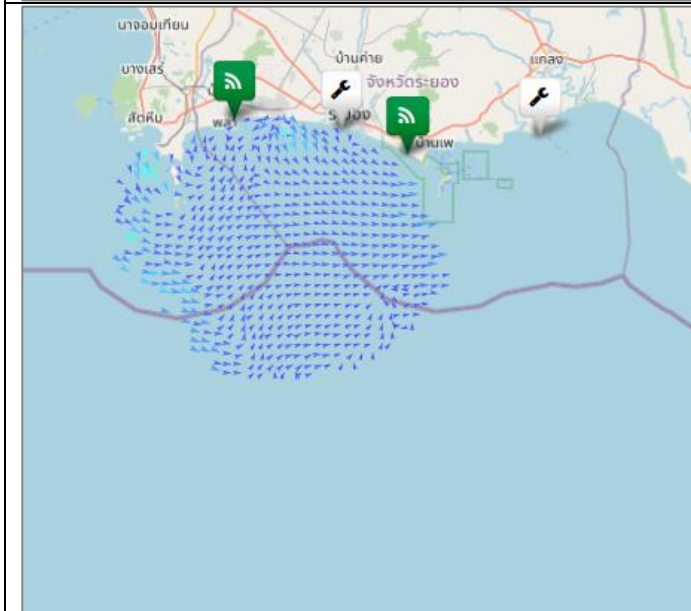 นาจอมเทียน
บางเสร่
บ้านค่าย
แกลง
จังหวัดระยอง
สัตหีบ
บ้านเพ